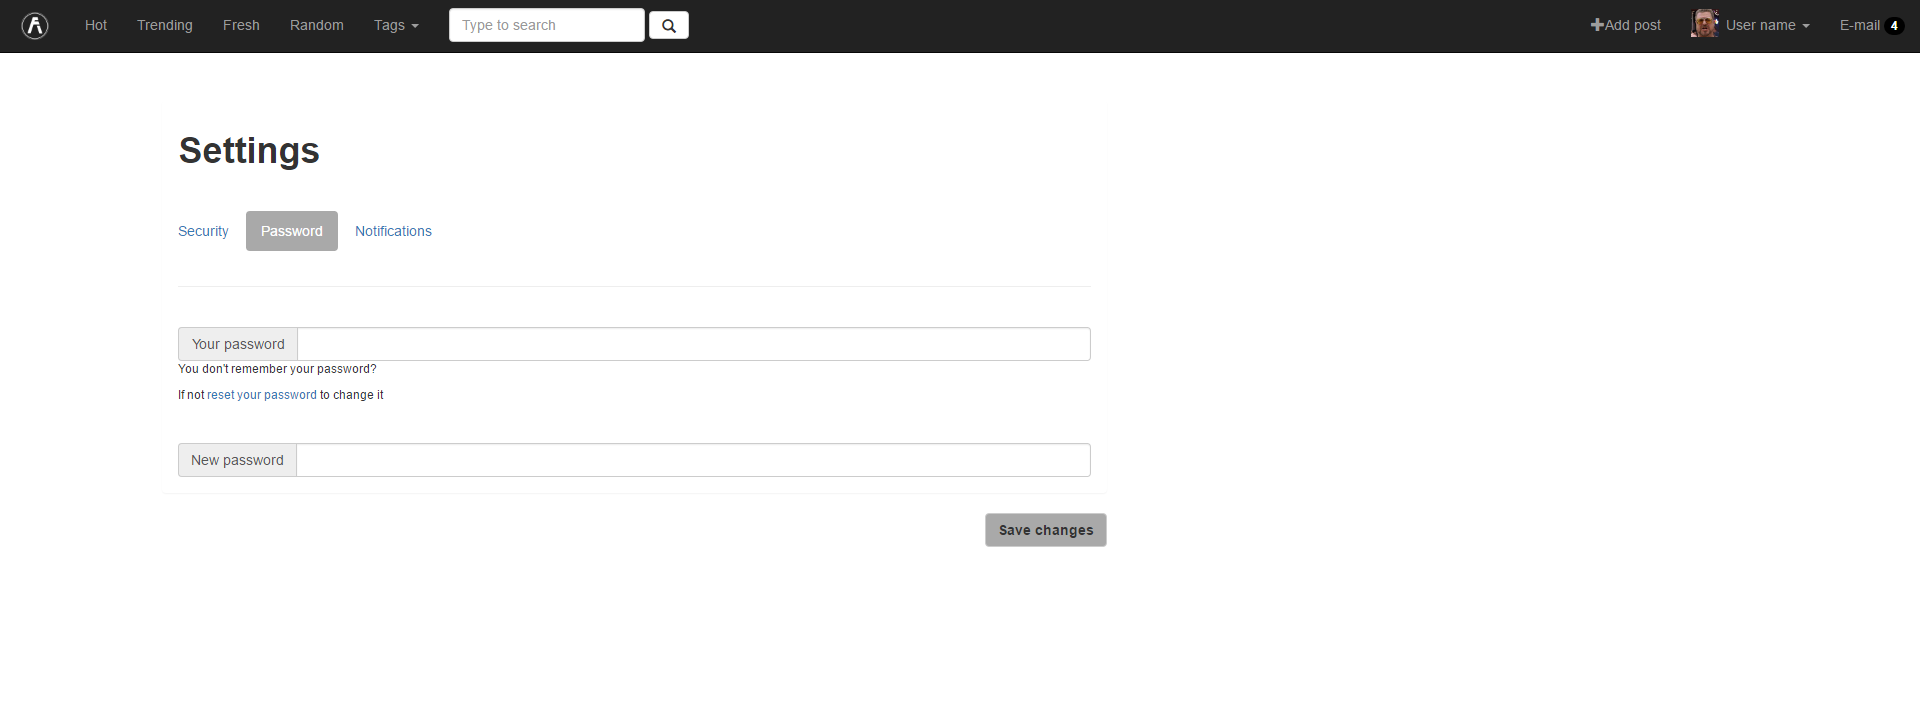 Hot Trending Fresh Random Tags Type to search Add post User name E-mail 4
Settings
Security Password Notifications
Your password
You don't remember your password?
If not reset your password to change it
New password
Save changes